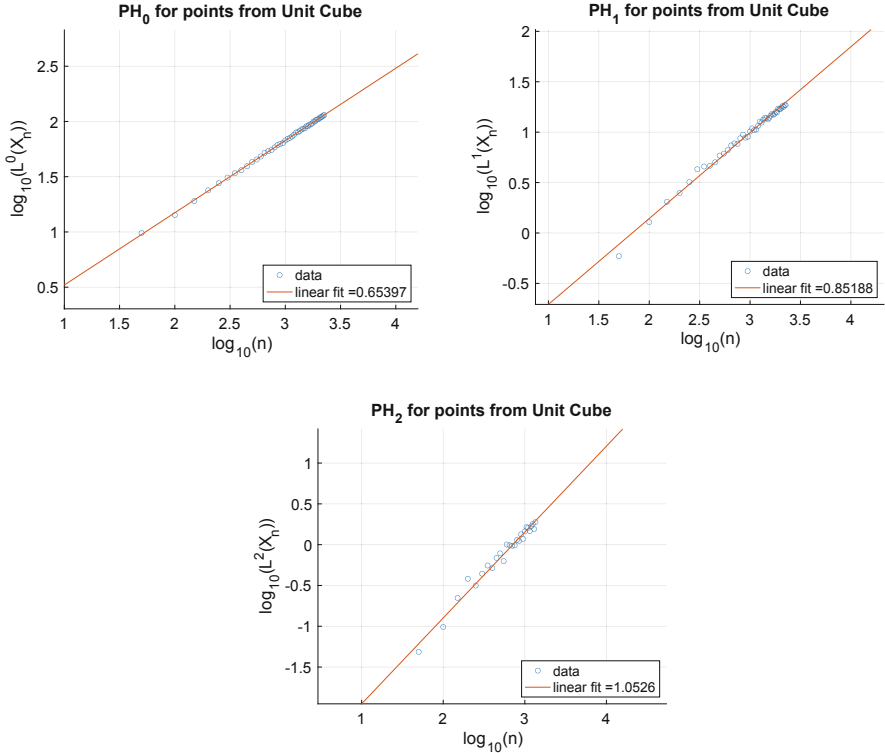 PH₀ for points from Unit Cube
log₁₀(L⁰(Xₙ))
2.5
2
1.5
1
0.5
1
1.5
2
2.5
3
3.5
4
log₁₀(n)
data
linear fit =0.65397
PH₁ for points from Unit Cube
log₁₀(L¹(Xₙ))
2
1.5
1
0.5
0
-0.5
1
1.5
2
2.5
3
3.5
4
log₁₀(n)
data
linear fit =0.85188
PH₂ for points from Unit Cube
log₁₀(L²(Xₙ))
1
0.5
0
-0.5
-1
-1.5
1
2
3
4
log₁₀(n)
data
linear fit =1.0526